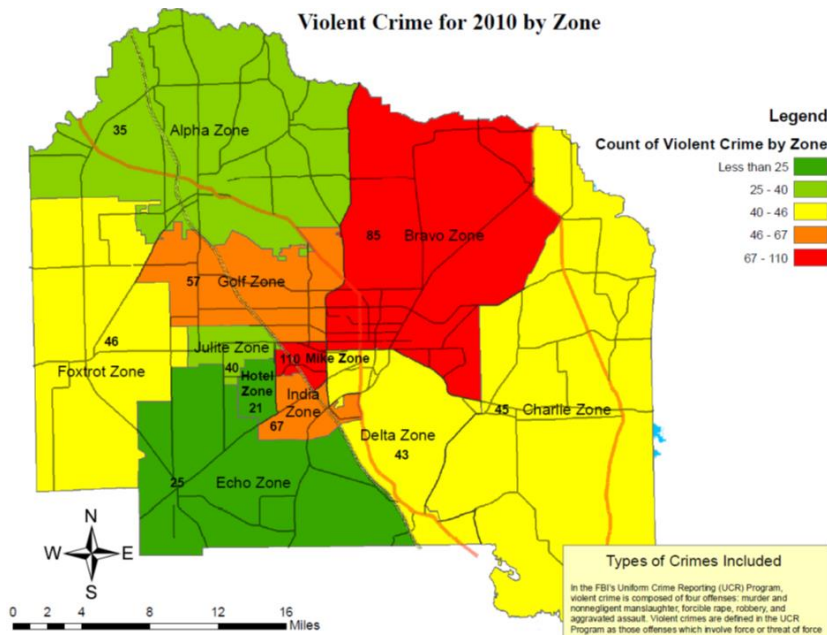 Violent Crime for 2010 by Zone
Legend
Count of Violent Crime by Zone
Less than 25
25 - 40
40 - 46
46 - 67
67 - 110
35
Alpha Zone
85
Bravo Zone
57
Golf Zone
46
Foxtrot Zone
Julite Zone
40
110 Mike Zone
Hotel
Zone
21
India
Zone
67
45 Charlie Zone
Delta Zone
43
25
Echo Zone
N
W E
S
0 2 4 8 12 16
Miles
Types of Crimes Included
In the FBI's Uniform Crime Reporting (UCR) Program,
violent crime is composed of four offenses: murder and
nonnegligent manslaughter, forcible rape, robbery, and
aggravated assault. Violent crimes are defined in the UCR
Program as those offenses which involve force or threat of force